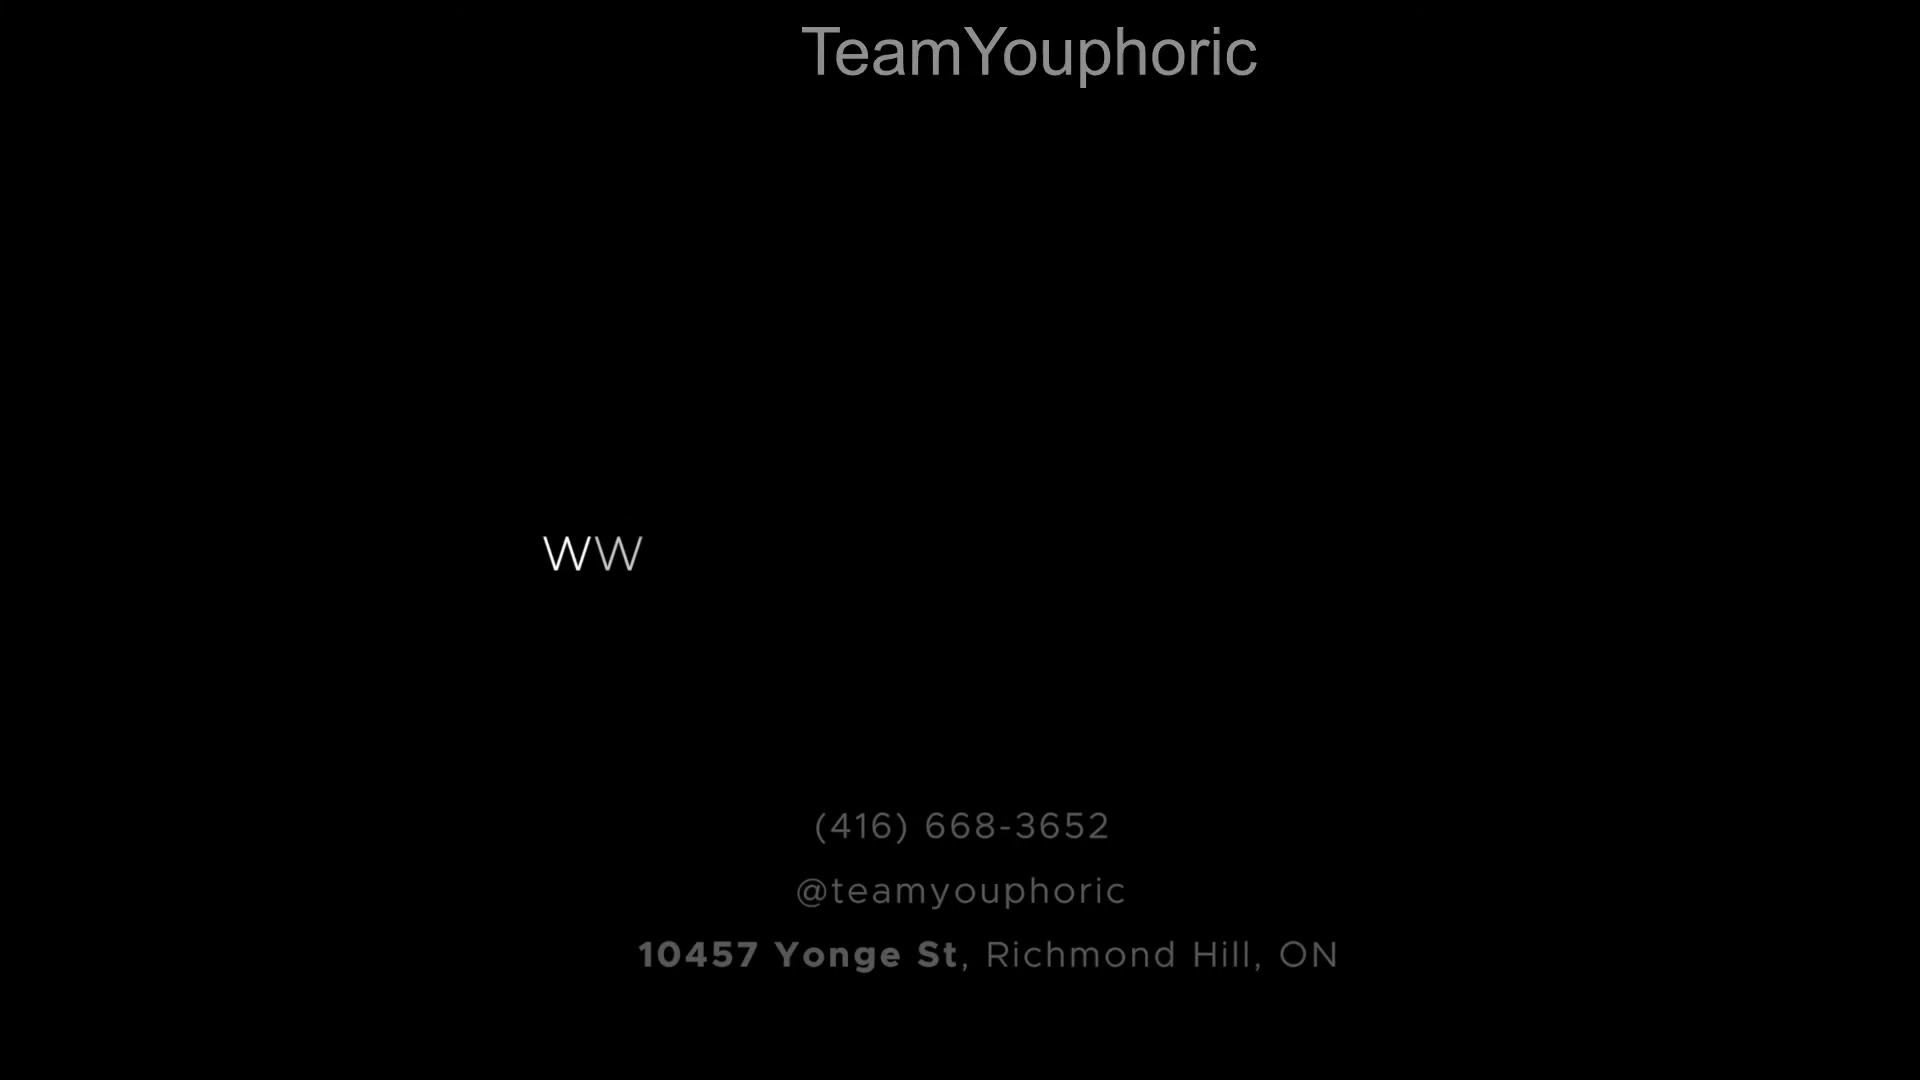 TeamYouphoric
WW
(416) 668-3652
@teamyouphoric
10457 Yonge St, Richmond Hill, ON